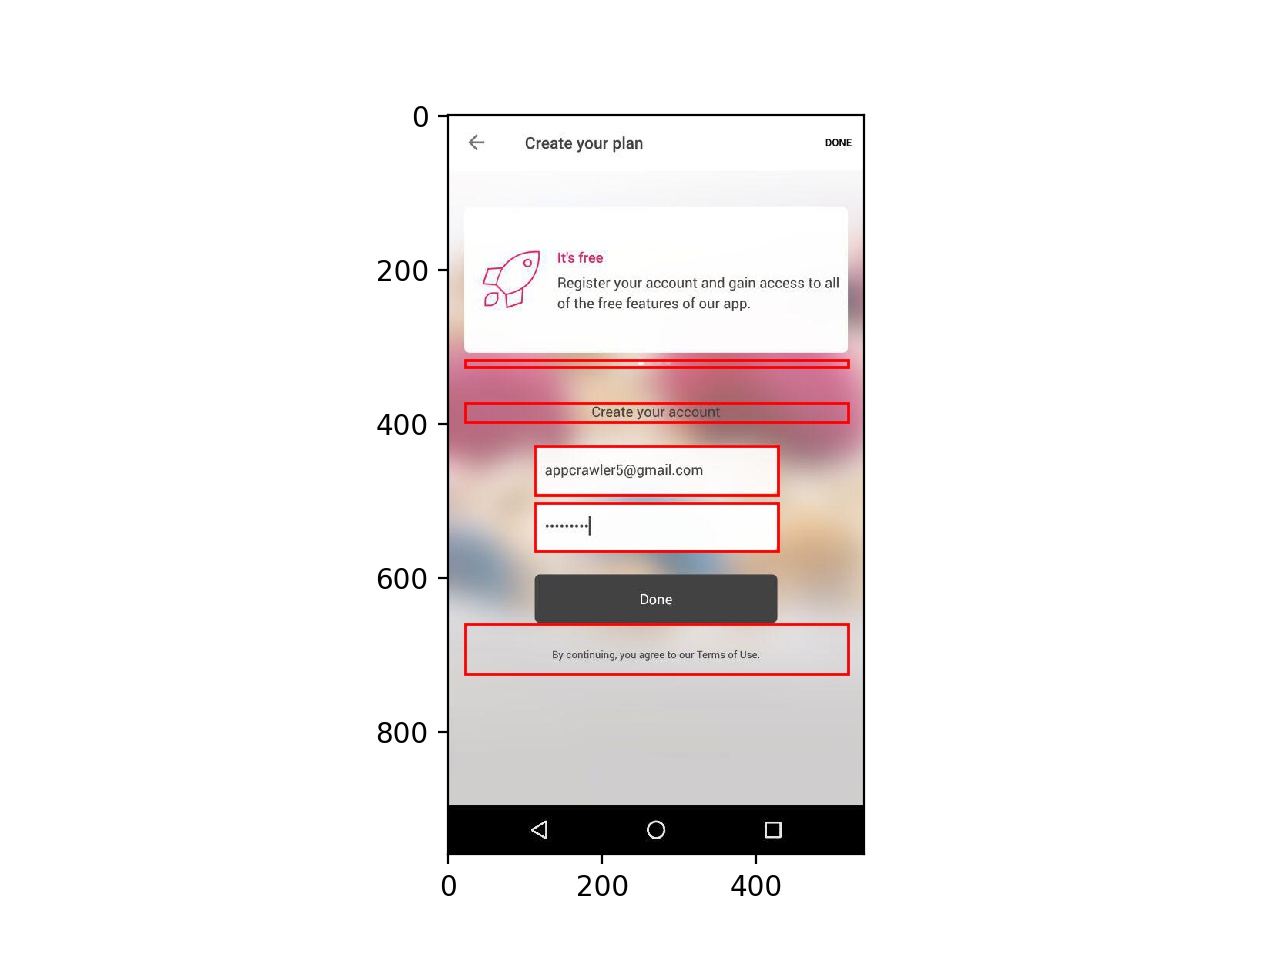 0
Create your plan
DONE
200
It's free
Register your account and gain access to all
of the free features of our app.
Create your account
400
appcrawler5@gmail.com
•••••••••
600
Done
By continuing, you agree to our Terms of Use.
800
0 200 400